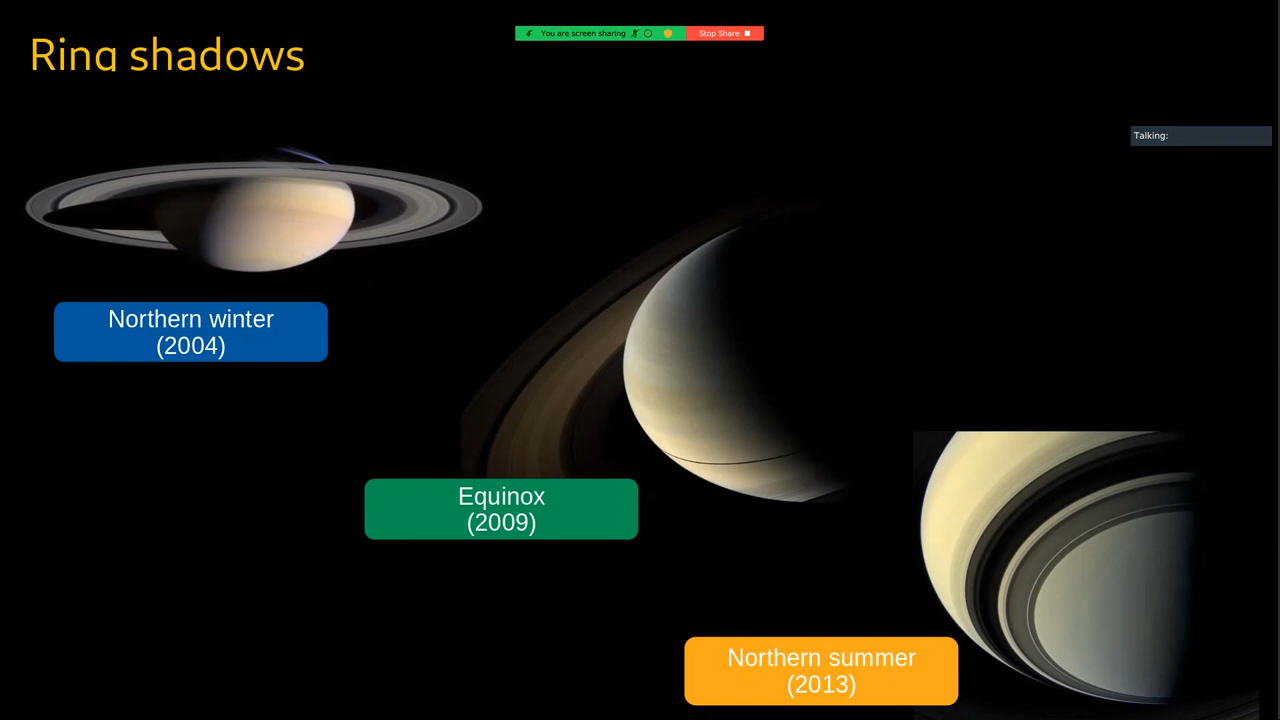 Ring shadows
You are screen sharing
Stop Share
Talking:
Northern winter
(2004)
Equinox
(2009)
Northern summer
(2013)